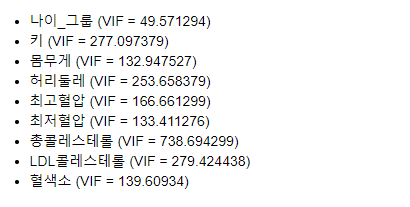 • 나이_그룹 (VIF = 49.571294)
• 키 (VIF = 277.097379)
• 몸무게 (VIF = 132.947527)
• 허리둘레 (VIF = 253.658379)
• 최고혈압 (VIF = 166.661299)
• 최저혈압 (VIF = 133.411276)
• 총콜레스테롤 (VIF = 738.694299)
• LDL콜레스테롤 (VIF = 279.424438)
• 혈색소 (VIF = 139.60934)